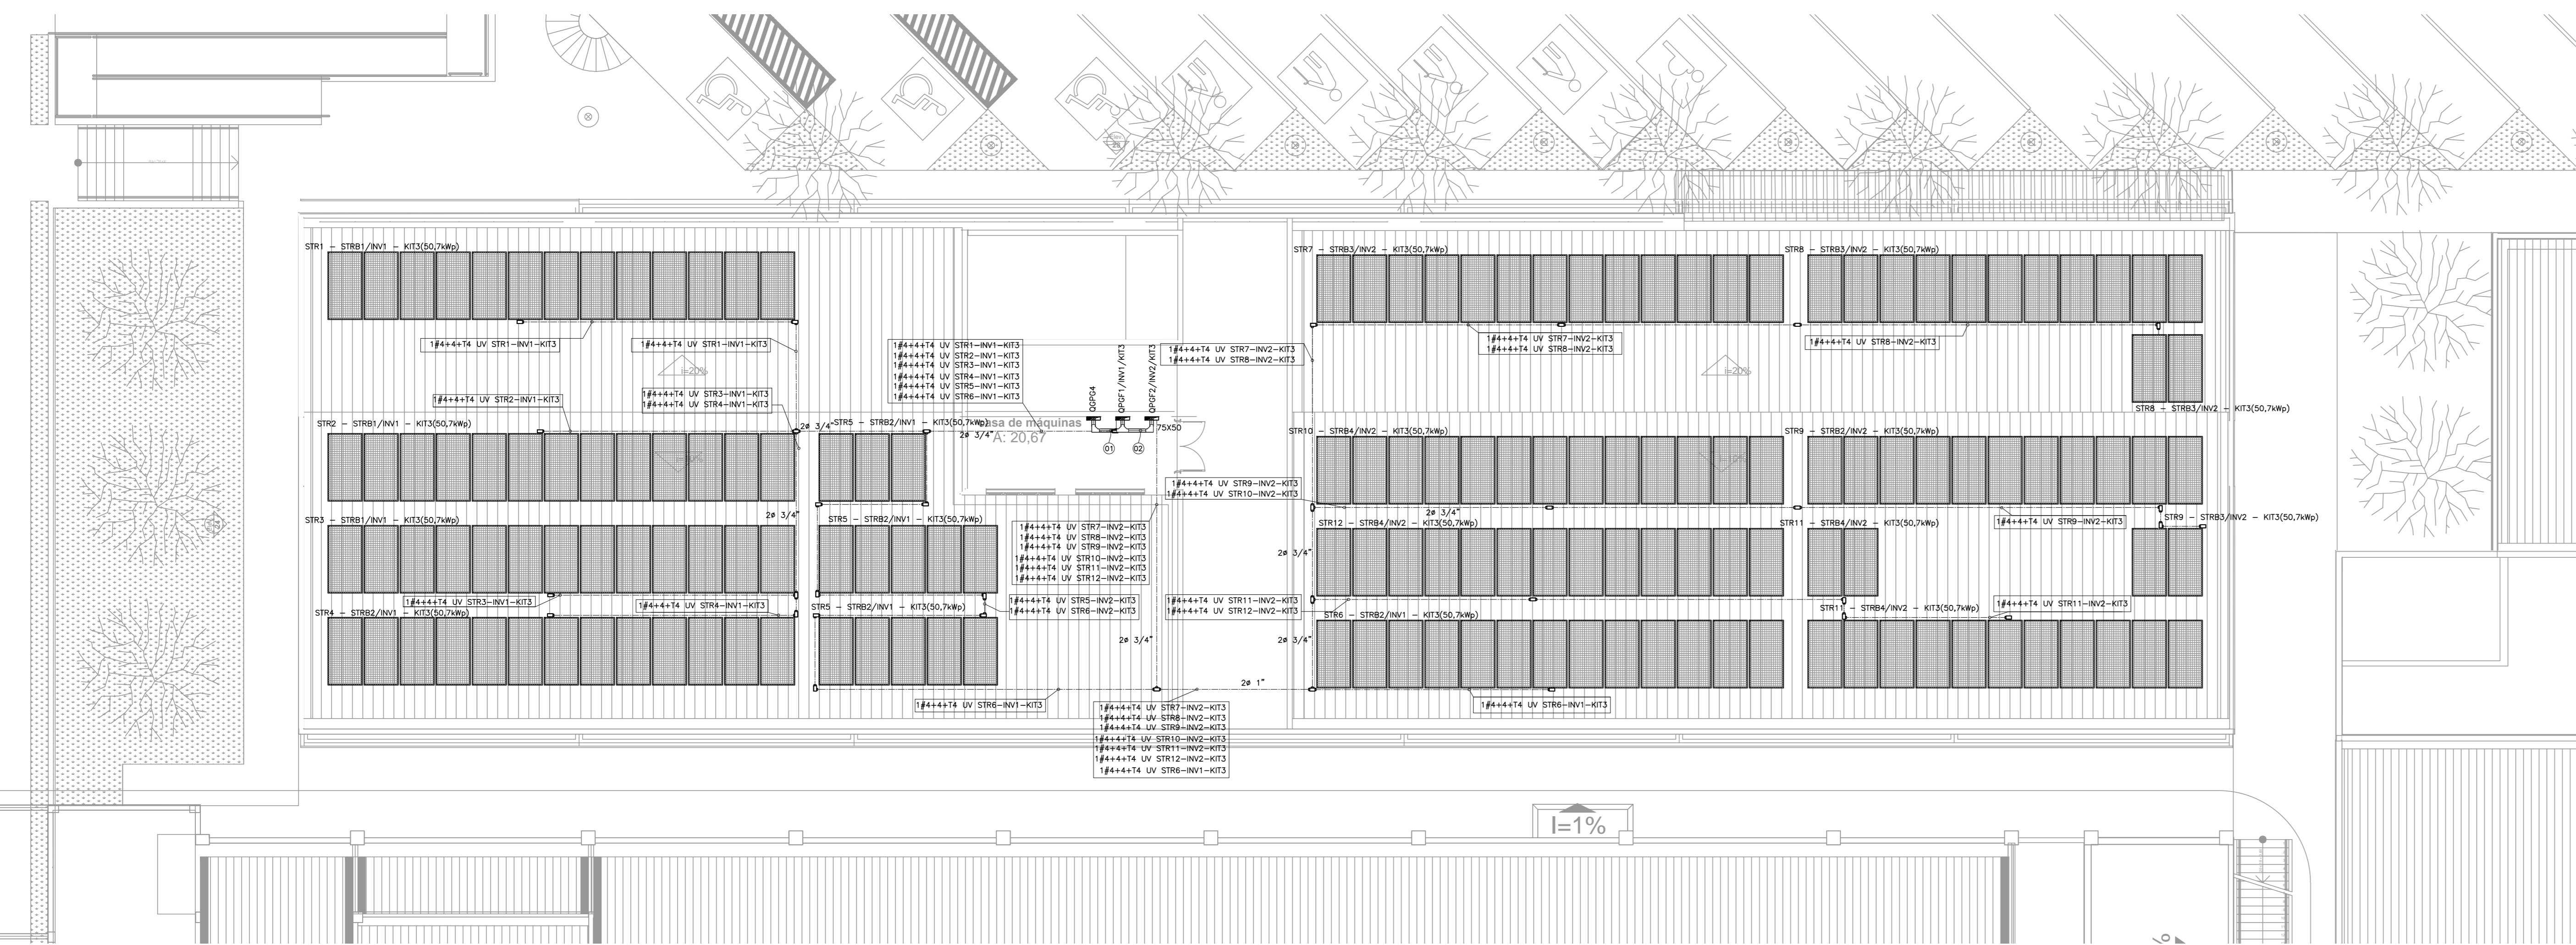 STR1 - STRB1/INV1 - KIT3(50,7kWp)
1#4+4+T4 UV STR1-INV1-KIT3
1#4+4+T4 UV STR1-INV1-KIT3
i=20%
1#4+4+T4 UV STR2-INV1-KIT3
1#4+4+T4 UV STR3-INV1-KIT3
1#4+4+T4 UV STR4-INV1-KIT3
1#4+4+T4 UV STR1-INV1-KIT3
1#4+4+T4 UV STR2-INV1-KIT3
1#4+4+T4 UV STR3-INV1-KIT3
1#4+4+T4 UV STR4-INV1-KIT3
1#4+4+T4 UV STR5-INV1-KIT3
1#4+4+T4 UV STR6-INV1-KIT3
STR2 - STRB1/INV1 - KIT3(50,7kWp)
2ø 3/4"
STR5 - STRB2/INV1 - KIT3(50,7kWp)
2ø 3/4"
casa de máquinas
A: 20,67
QGPG4
QPGF1/INV1/KIT3
QPGF2/INV2/KIT3
75X50
01
02
STR3 - STRB1/INV1 - KIT3(50,7kWp)
2ø 3/4"
STR5 - STRB2/INV1 - KIT3(50,7kWp)
1#4+4+T4 UV STR3-INV1-KIT3
1#4+4+T4 UV STR4-INV1-KIT3
STR4 - STRB2/INV1 - KIT3(50,7kWp)
STR5 - STRB2/INV1 - KIT3(50,7kWp)
1#4+4+T4 UV STR7-INV2-KIT3
1#4+4+T4 UV STR8-INV2-KIT3
1#4+4+T4 UV STR9-INV2-KIT3
1#4+4+T4 UV STR10-INV2-KIT3
1#4+4+T4 UV STR11-INV2-KIT3
1#4+4+T4 UV STR12-INV2-KIT3
1#4+4+T4 UV STR5-INV2-KIT3
1#4+4+T4 UV STR6-INV2-KIT3
2ø 3/4"
1#4+4+T4 UV STR6-INV1-KIT3
2ø 1"
1#4+4+T4 UV STR7-INV2-KIT3
1#4+4+T4 UV STR8-INV2-KIT3
1#4+4+T4 UV STR9-INV2-KIT3
1#4+4+T4 UV STR10-INV2-KIT3
1#4+4+T4 UV STR11-INV2-KIT3
1#4+4+T4 UV STR12-INV2-KIT3
1#4+4+T4 UV STR6-INV1-KIT3
STR7 - STRB3/INV2 - KIT3(50,7kWp)
STR8 - STRB3/INV2 - KIT3(50,7kWp)
1#4+4+T4 UV STR7-INV2-KIT3
1#4+4+T4 UV STR8-INV2-KIT3
1#4+4+T4 UV STR7-INV2-KIT3
1#4+4+T4 UV STR8-INV2-KIT3
1#4+4+T4 UV STR8-INV2-KIT3
i=20%
STR8 - STRB3/INV2 - KIT3(50,7kWp)
STR10 - STRB4/INV2 - KIT3(50,7kWp)
STR9 - STRB2/INV2 - KIT3(50,7kWp)
1#4+4+T4 UV STR9-INV2-KIT3
1#4+4+T4 UV STR10-INV2-KIT3
2ø 3/4"
STR12 - STRB4/INV2 - KIT3(50,7kWp)
STR11 - STRB4/INV2 - KIT3(50,7kWp)
1#4+4+T4 UV STR9-INV2-KIT3
STR9 - STRB3/INV2 - KIT3(50,7kWp)
2ø 3/4"
1#4+4+T4 UV STR11-INV2-KIT3
1#4+4+T4 UV STR12-INV2-KIT3
STR6 - STRB2/INV1 - KIT3(50,7kWp)
STR11 - STRB4/INV2 - KIT3(50,7kWp)
1#4+4+T4 UV STR11-INV2-KIT3
2ø 3/4"
1#4+4+T4 UV STR6-INV1-KIT3
I=1%